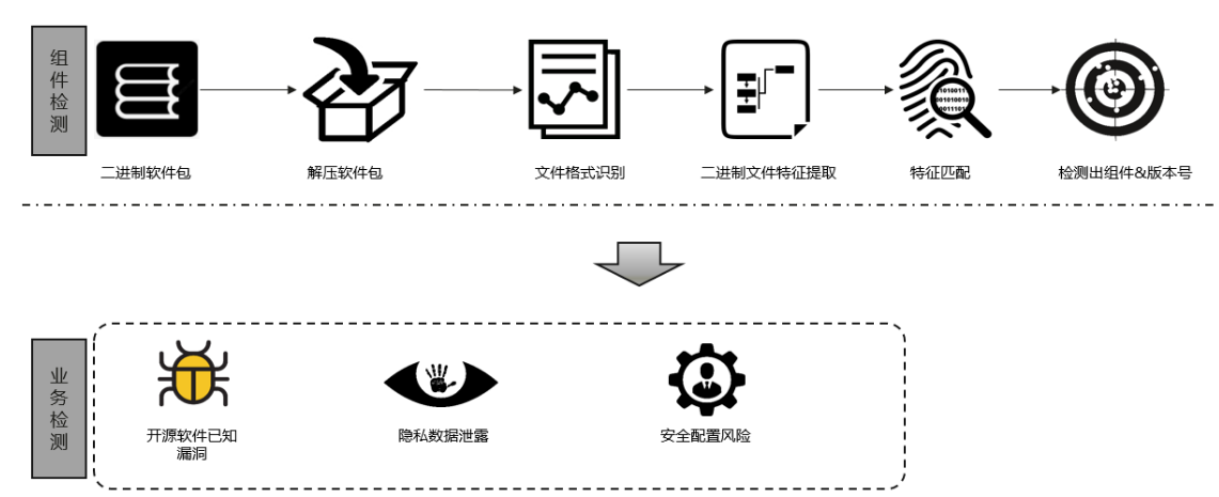 组件检测
二进制软件包
解压软件包
文件格式识别
二进制文件特征提取
特征匹配
检测出组件&版本号
业务检测
开源软件已知
漏洞
隐私数据泄露
安全配置风险